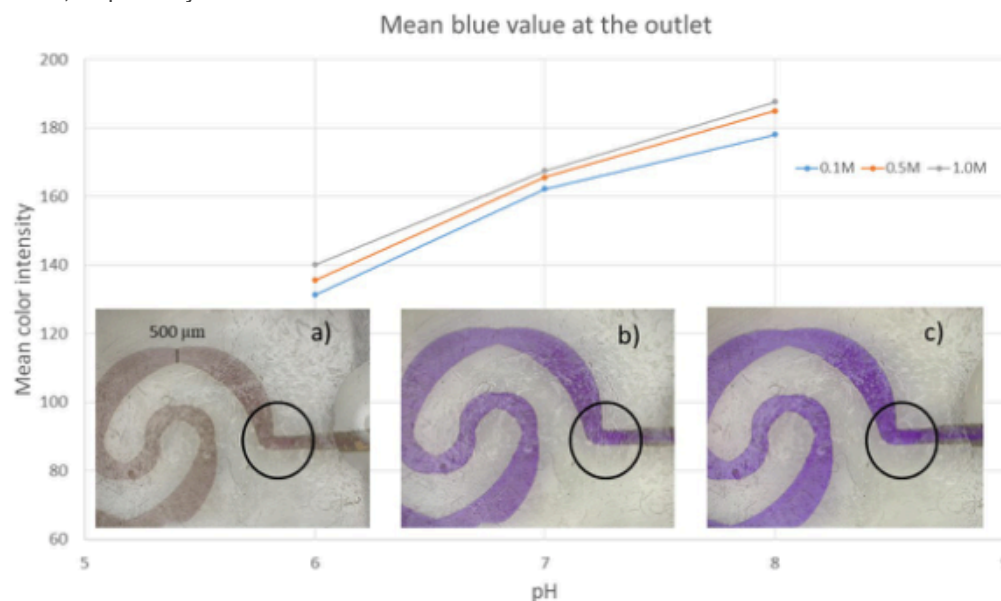 Mean blue value at the outlet
200
180
160
140
120
100
80
60
Mean color intensity
0.1M 0.5M 1.0M
500 μm
a)
b)
c)
5 6 7 8
pH